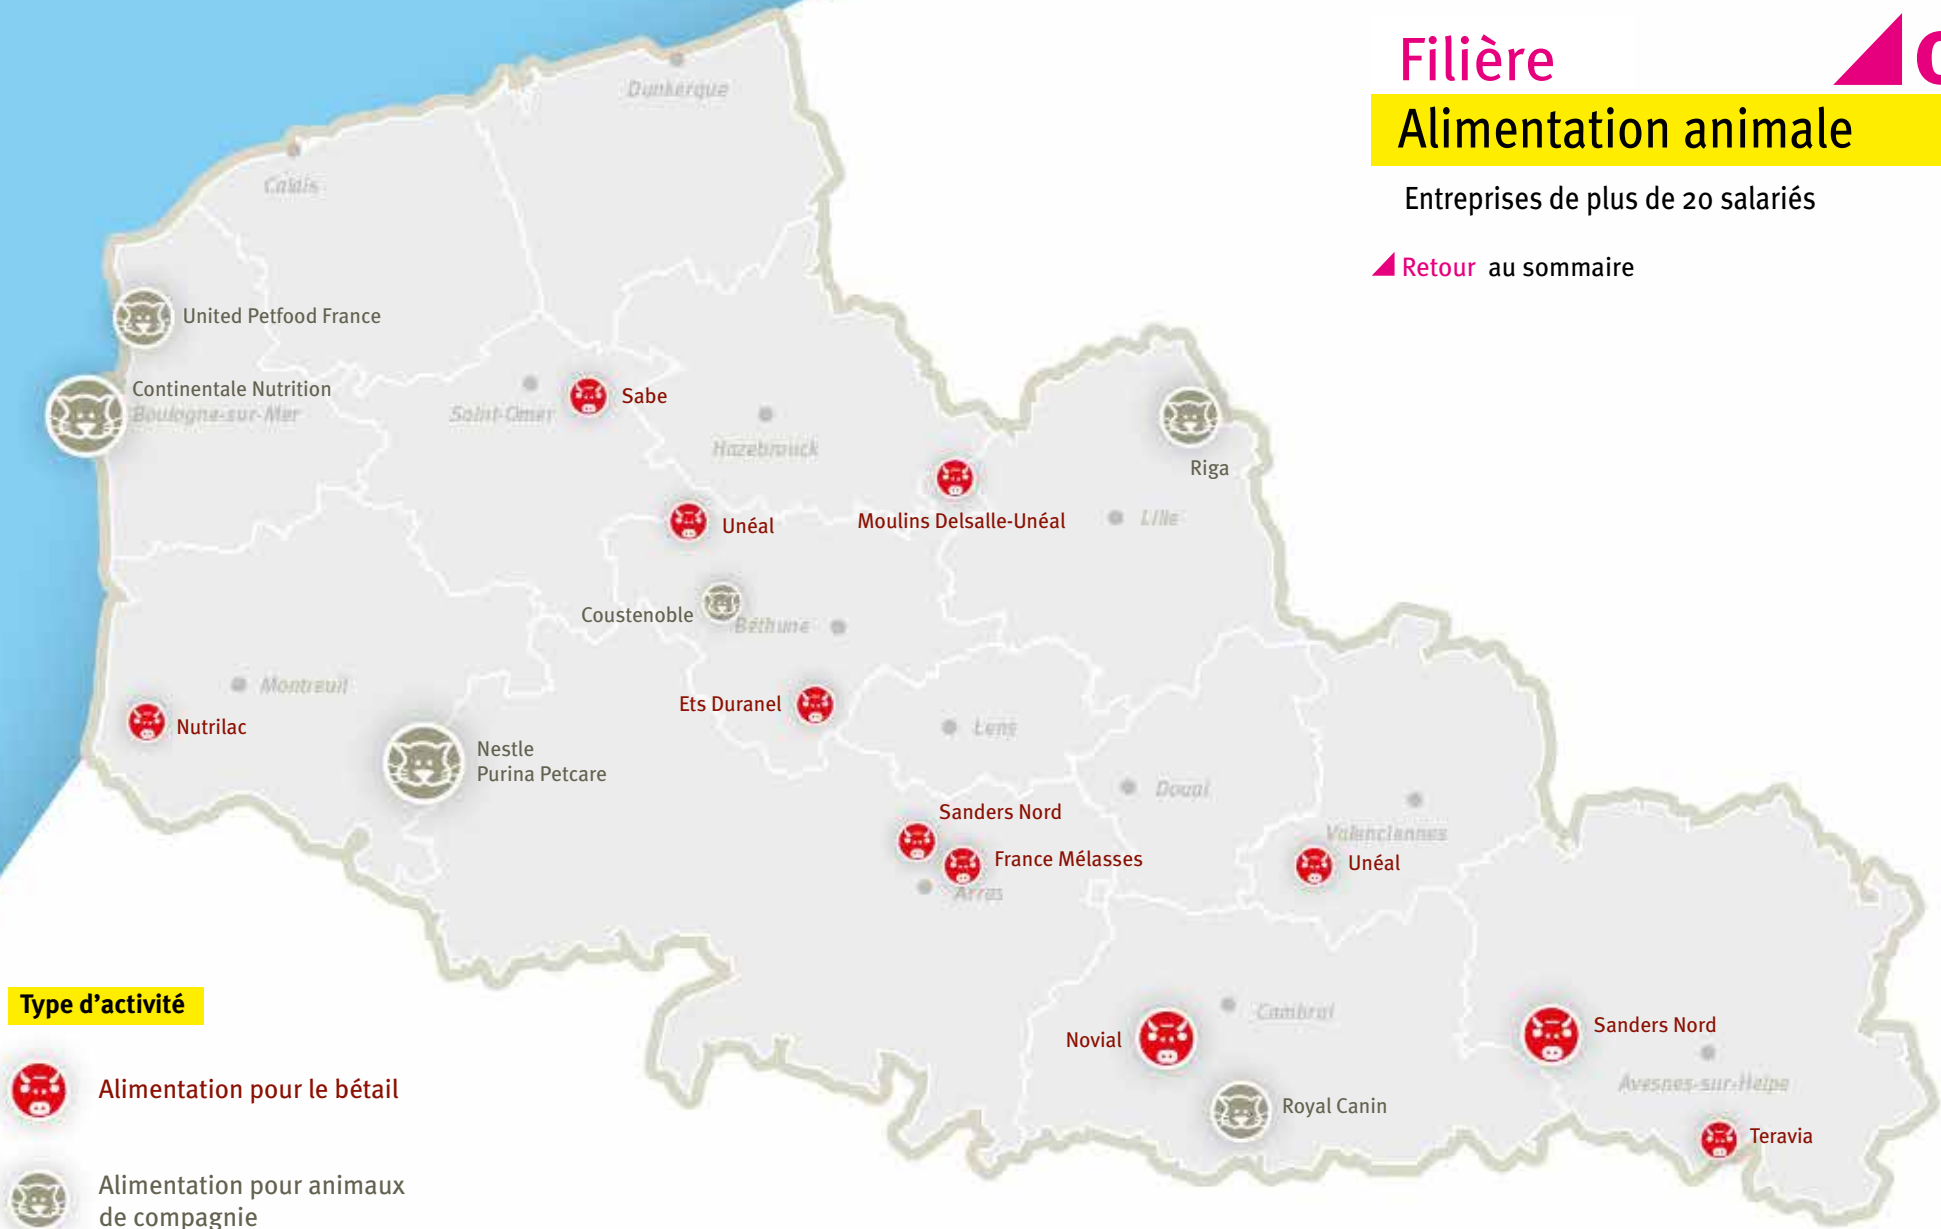 Filière
Alimentation animale
Entreprises de plus de 20 salariés
Retour au sommaire
Dunkerque
Calais
United Petfood France
Continentale Nutrition
Boulogne-sur-Mer
Saint-Omer
Sabe
Hazebrouck
Riga
Unéal
Moulins Delsalle-Unéal
Lille
Coustenoble
Béthune
Montreuil
Nutrilac
Ets Duranel
Lens
Nestle
Purina Petcare
Douai
Sanders Nord
France Mélasses
Arras
Valenciennes
Unéal
Type d'activité
Alimentation pour le bétail
Alimentation pour animaux
de compagnie
Cambrai
Novial
Royal Canin
Sanders Nord
Avesnes-sur-Helpe
Teravia